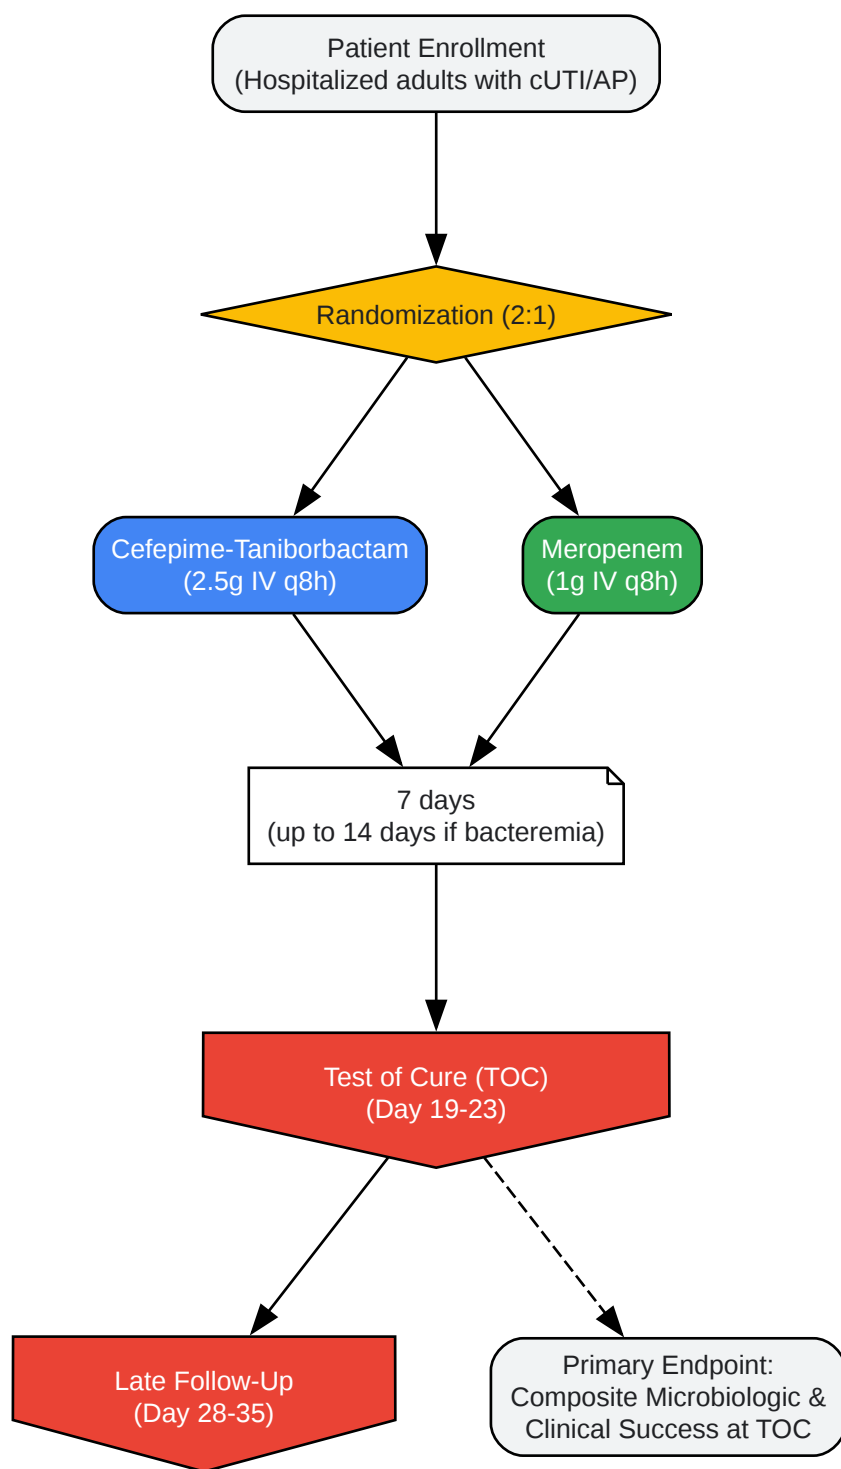 Patient Enrollment
(Hospitalized adults with cUTI/AP)
Randomization (2:1)
Cefepime-Taniborbactam
(2.5g IV q8h)
Meropenem
(1g IV q8h)
7 days
(up to 14 days if bacteremia)
Test of Cure (TOC)
(Day 19-23)
Late Follow-Up
(Day 28-35)
Primary Endpoint:
Composite Microbiologic &
Clinical Success at TOC